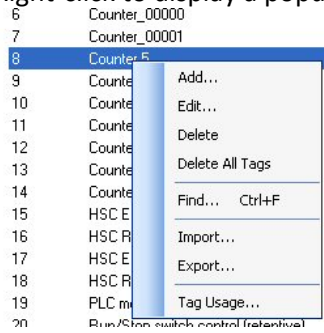 ight-click to display a popu
6 Counter_00000
7 Counter_00001
8 Counter 5
9 Counte
10 Counte
11 Counte
12 Counte
13 Counte
14 Counte
15 HSC E
16 HSC R
17 HSC E
18 HSC R
19 PLC m
20 Run/Stop switch control (retentive)
Add...
Edit...
Delete
Delete All Tags
Find... Ctrl+F
Import...
Export...
Tag Usage...